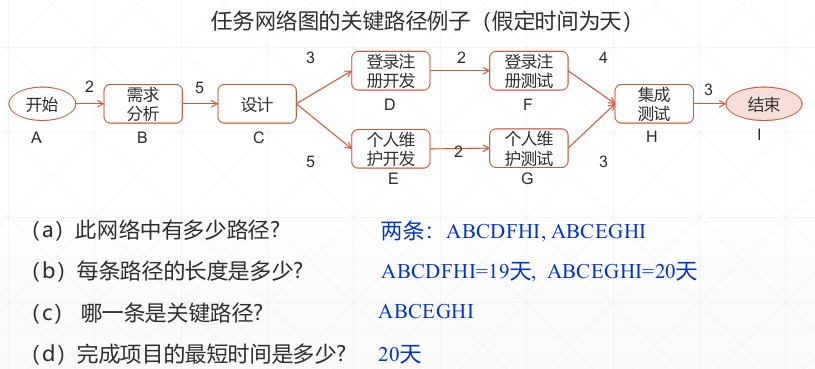 任务网络图的关键路径例子（假定时间为天）
3
登录注
册开发
2
登录注
册测试
4
开始
2
需求
分析
5
设计
集成
测试
3
结束
D
F
A
B
C
H
I
5
个人维
护开发
2
个人维
护测试
3
E
G
（a）此网络中有多少路径?
两条：ABCDFHI, ABCEGHI
（b）每条路径的长度是多少?
ABCDFHI=19天, ABCEGHI=20天
（c） 哪一条是关键路径?
ABCEGHI
（d）完成项目的最短时间是多少?
20天